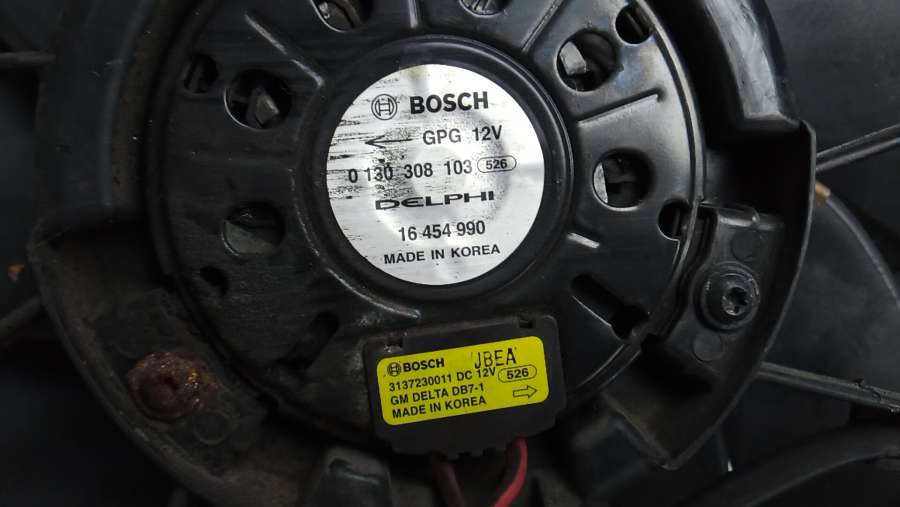 BOSCH
GPG 12V
0 130 308 103 526
DELPHI
16 454 990
MADE IN KOREA
BOSCH JBEA
3137230011 DC 12V 526
GM DELTA DB7-1
MADE IN KOREA